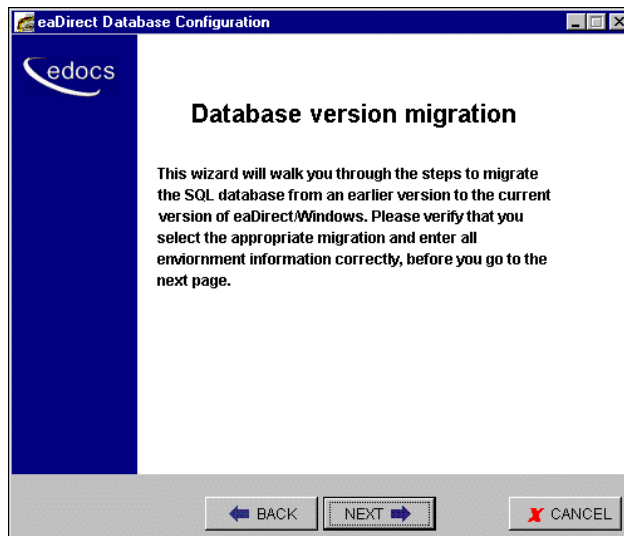 eaDirect Database Configuration
edocs
Database version migration
This wizard will walk you through the steps to migrate
the SQL database from an earlier version to the current
version of eaDirect/Windows. Please verify that you
select the appropriate migration and enter all
enviornment information correctly, before you go to the
next page.
BACK NEXT CANCEL